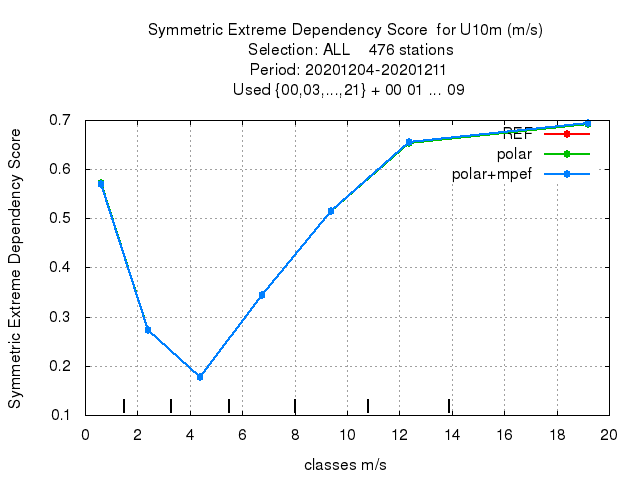 Symmetric Extreme Dependency Score for U10m (m/s)
Selection: ALL 476 stations
Period: 20201204-20201211
Used {00,03,...,21} + 00 01 ... 09
Symmetric Extreme Dependency Score
0.7
0.6
0.5
0.4
0.3
0.2
0.1
REF
polar
polar+mpef
0 2 4 6 8 10 12 14 16 18 20
classes m/s